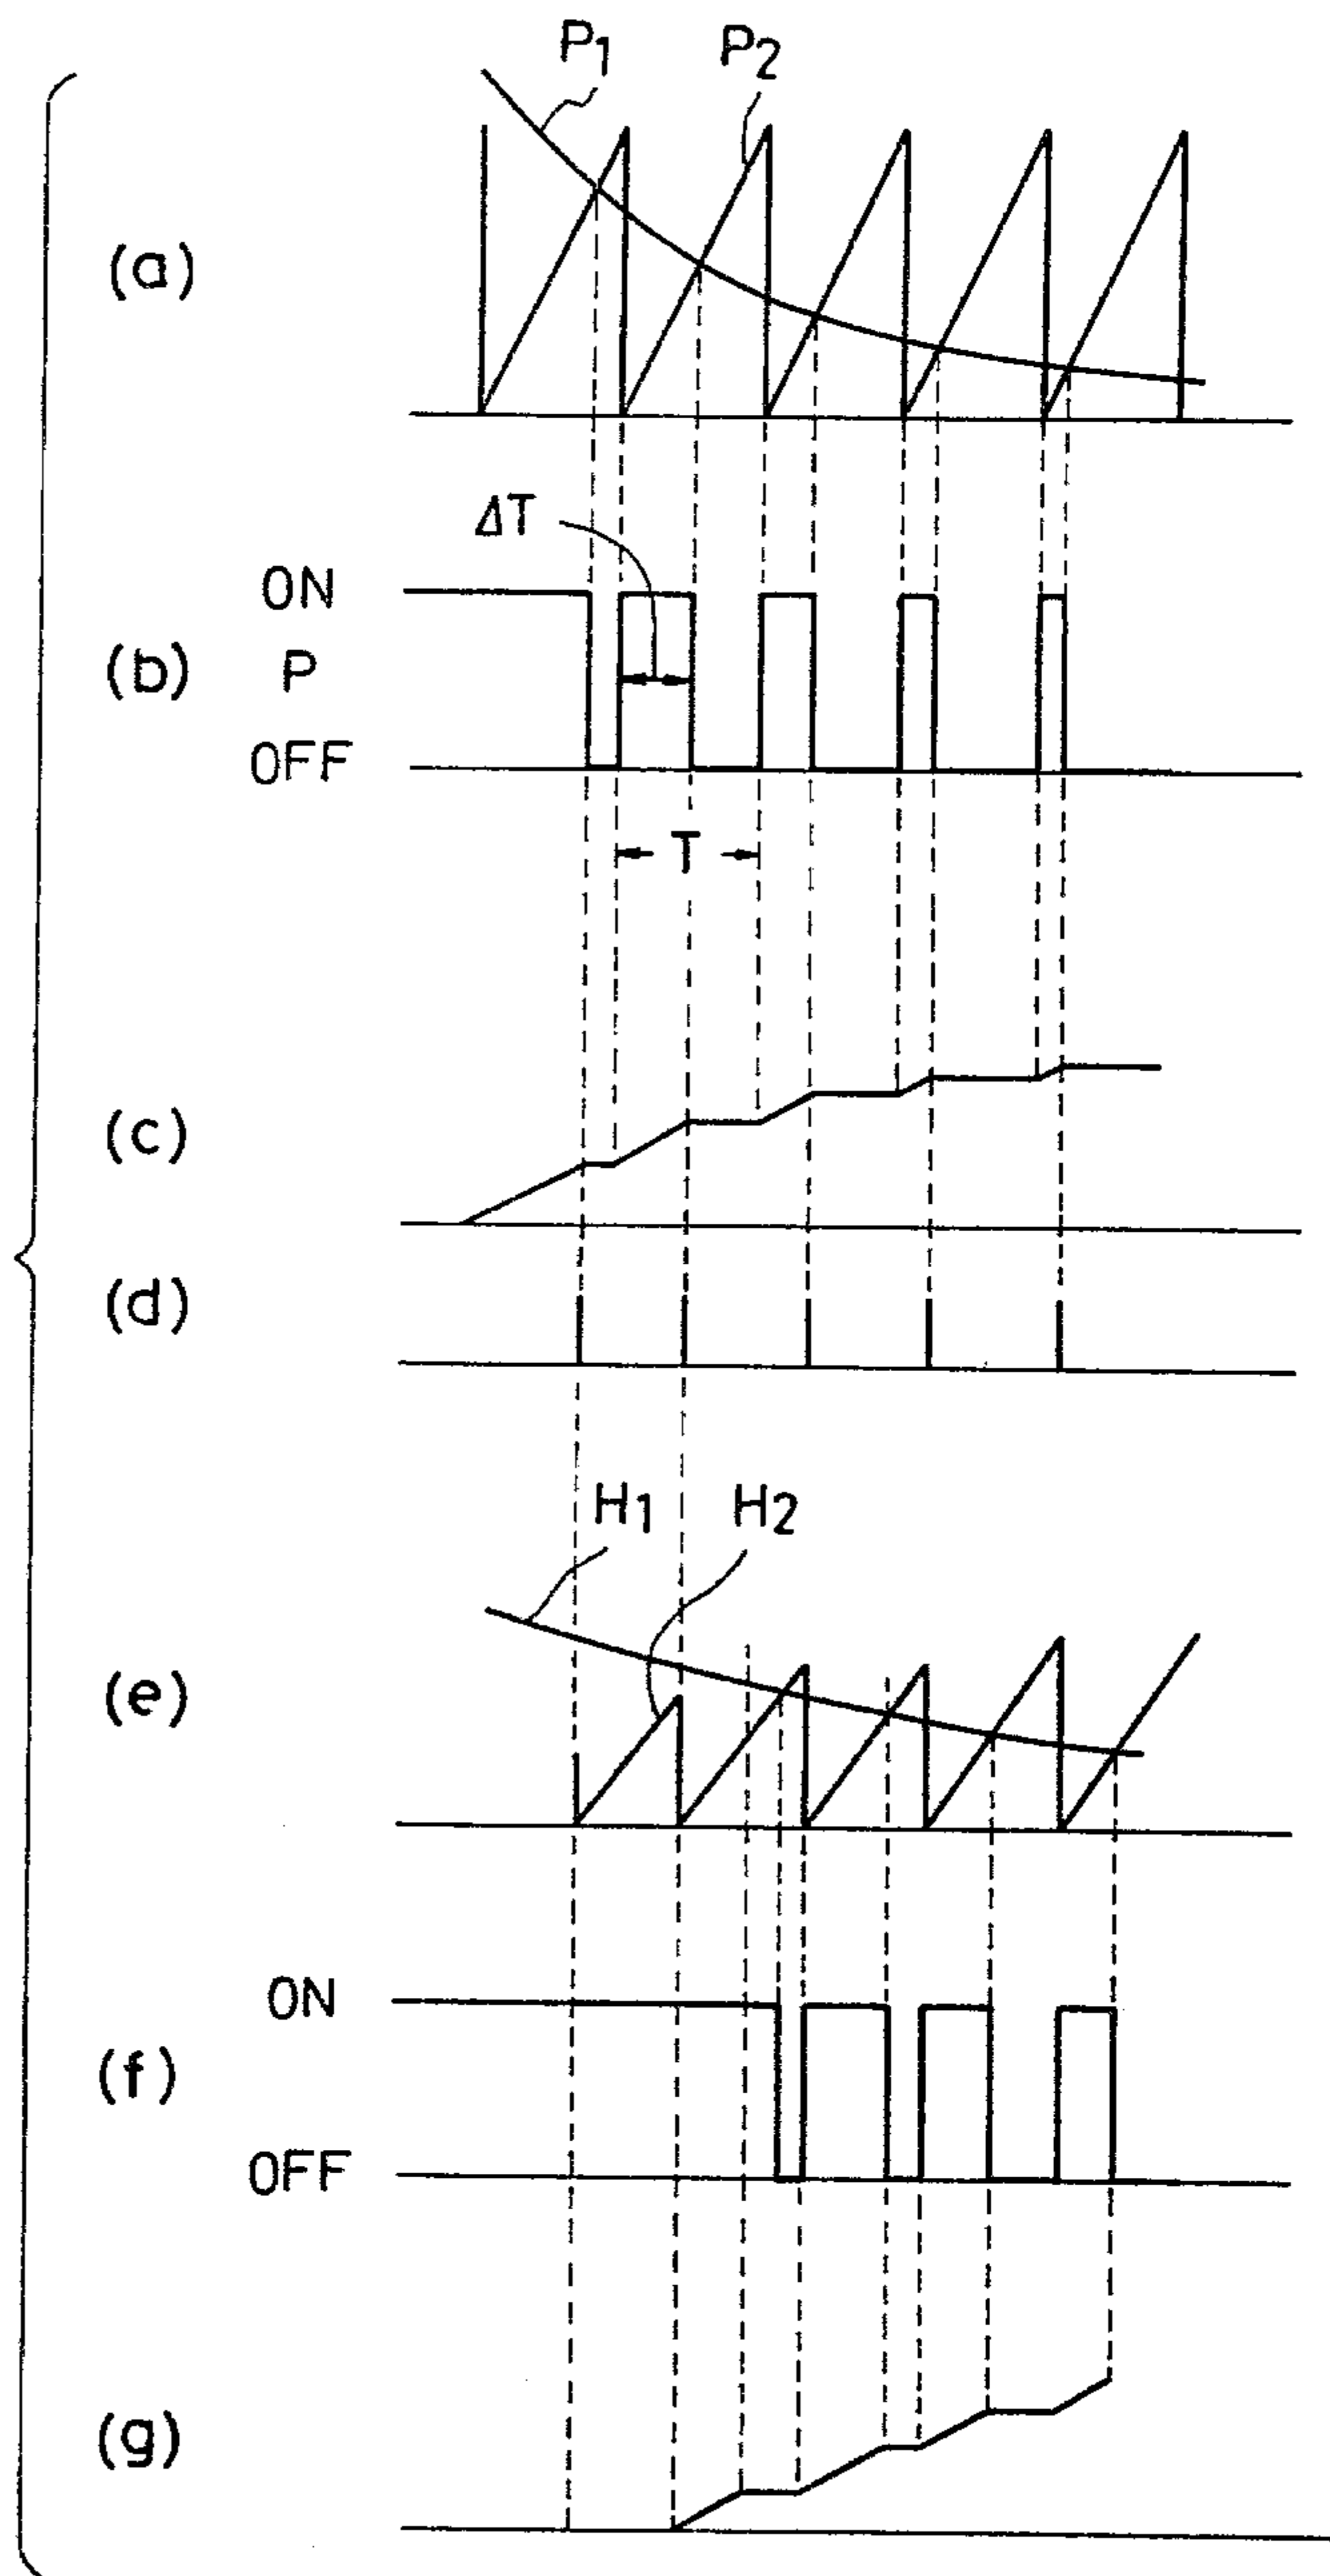 P1 P2
(a)
ΔT
ON
(b) P
OFF
T
(c)
(d)
H1 H2
(e)
ON
(f)
OFF
(g)